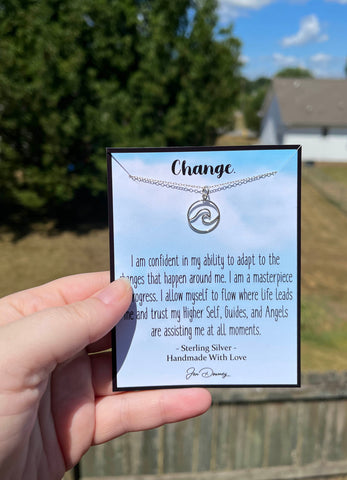 Change.
I am confident in my ability to adapt to the
changes that happen around me. I am a masterpiece
progress. I allow myself to flow where life leads
me and trust my Higher Self, Guides, and Angels
are assisting me at all moments.
- Sterling Silver -
Handmade With Love